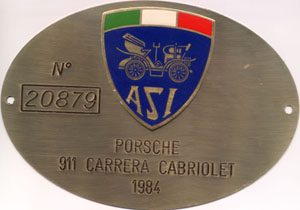 N°
20879
ASI
PORSCHE
911 CARRERA CABRIOLET
1984